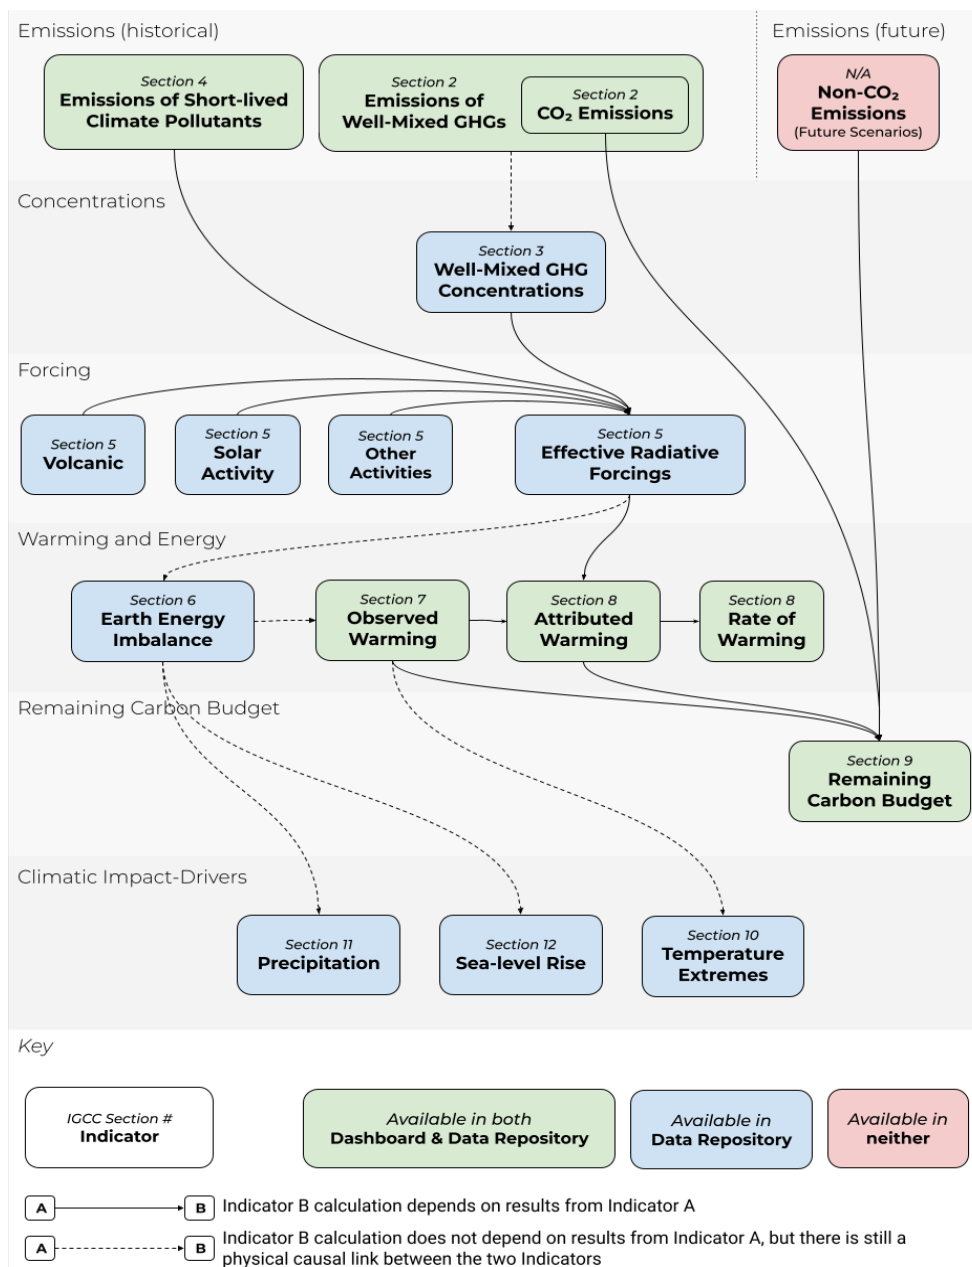 Emissions (historical)
Emissions (future)
Section 4
Emissions of Short-lived
Climate Pollutants
Section 2
Emissions of
Well-Mixed GHGs
Section 2
CO₂ Emissions
N/A
Non-CO₂
Emissions
(Future Scenarios)
Concentrations
Section 3
Well-Mixed GHG
Concentrations
Forcing
Section 5
Volcanic
Section 5
Solar
Activity
Section 5
Other
Activities
Section 5
Effective Radiative
Forcings
Warming and Energy
Section 6
Earth Energy
Imbalance
Section 7
Observed
Warming
Section 8
Attributed
Warming
Section 8
Rate of
Warming
Remaining Carbon Budget
Section 9
Remaining
Carbon Budget
Climatic Impact-Drivers
Section 11
Precipitation
Section 12
Sea-level Rise
Section 10
Temperature
Extremes
Key
IGCC Section #
Indicator
Available in both
Dashboard & Data Repository
Available in
Data Repository
Available in
neither
A B Indicator B calculation depends on results from Indicator A
A B Indicator B calculation does not depend on results from Indicator A, but there is still a
physical causal link between the two Indicators